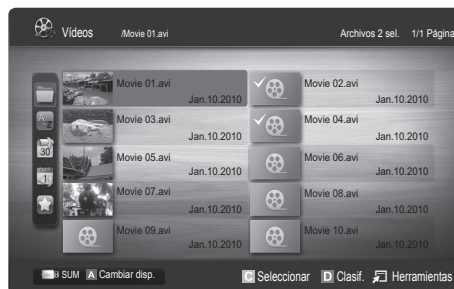 Vídeos /Movie 01.avi Archivos 2 sel. 1/1 Página
Movie 01.avi Movie 02.avi
Jan.10.2010 Jan.10.2010
Movie 03.avi Movie 04.avi
Jan.10.2010 Jan.10.2010
Movie 05.avi Movie 06.avi
Jan.10.2010 Jan.10.2010
Movie 07.avi Movie 08.avi
Jan.10.2010 Jan.10.2010
Movie 09.avi Movie 10.avi
Jan.10.2010 Jan.10.2010
SUM A Cambiar disp. C Seleccionar D Clasif. Herramientas